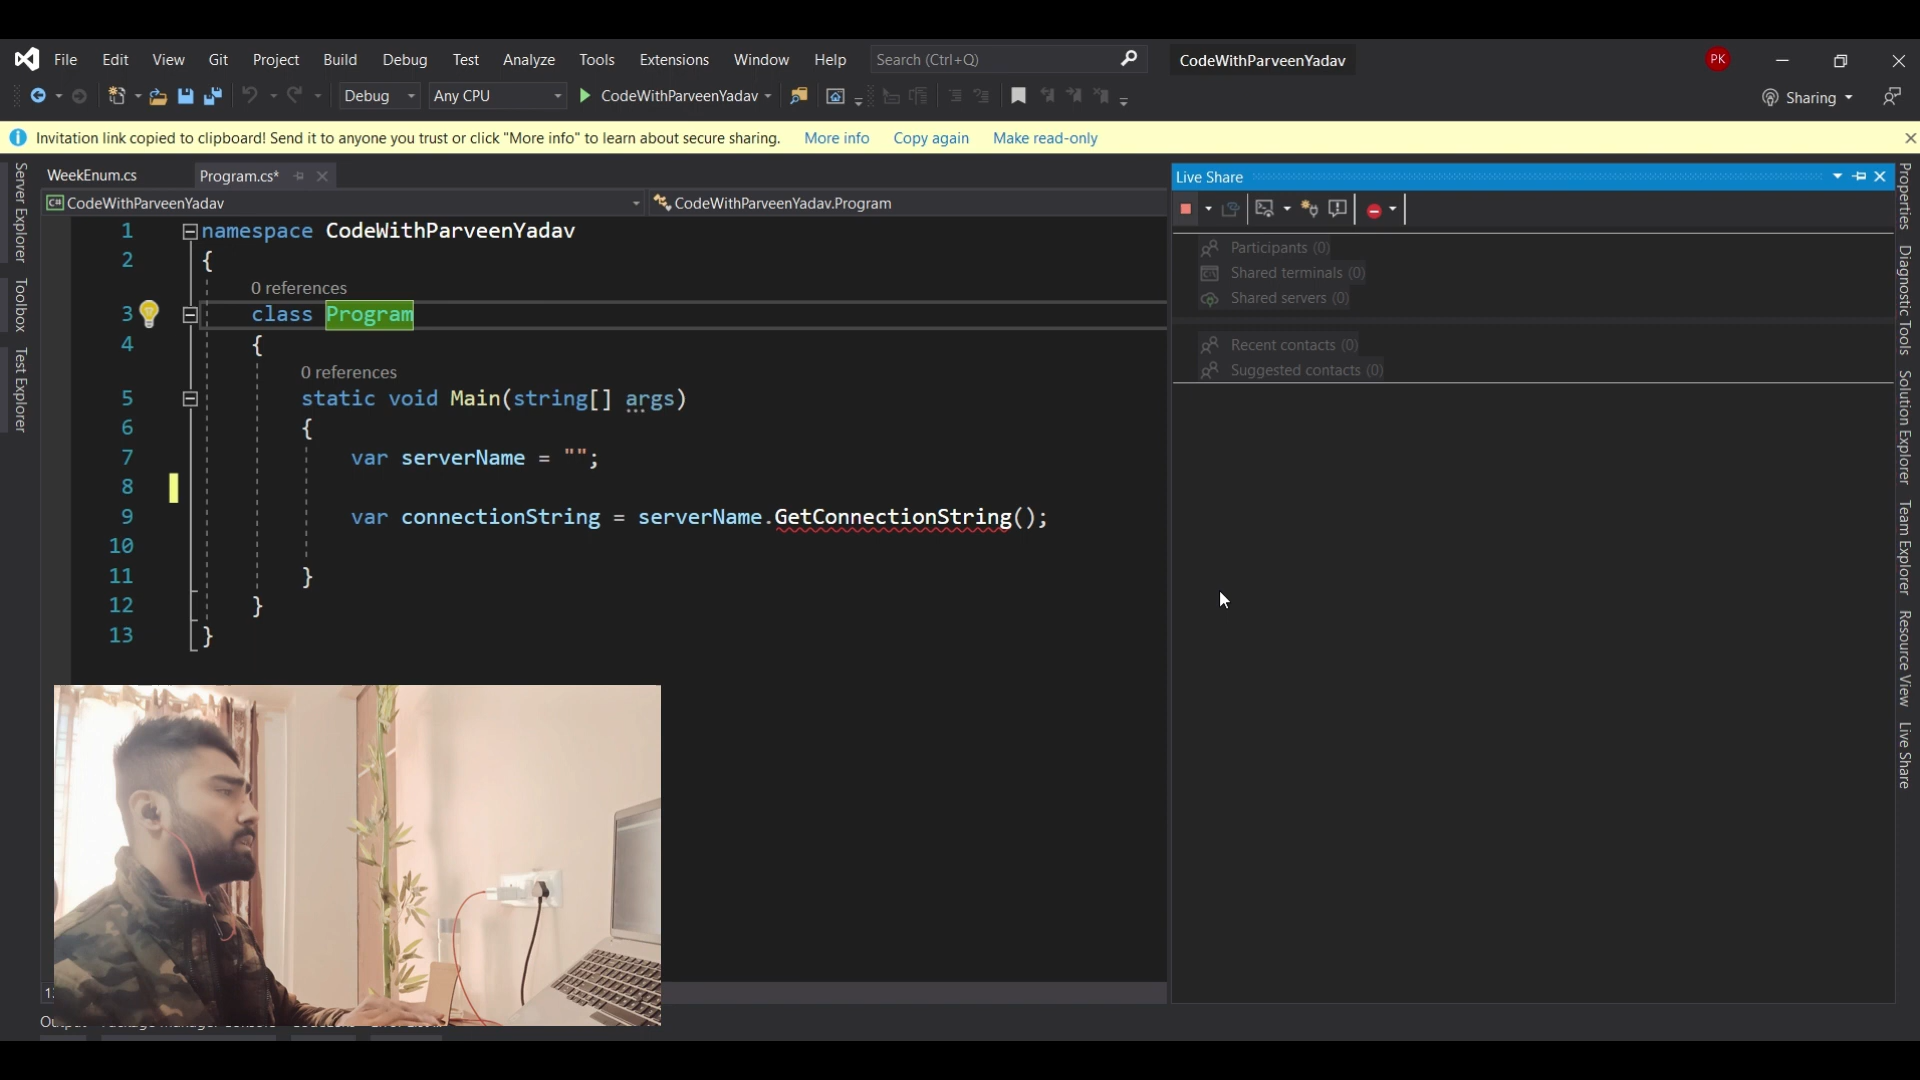 File Edit View Git Project Build Debug Test Analyze Tools Extensions Window Help Search (Ctrl+Q) CodeWithParveenYadav PK
Debug Any CPU CodeWithParveenYadav Sharing
Invitation link copied to clipboard! Send it to anyone you trust or click "More info" to learn about secure sharing. More info Copy again Make read-only
Server Explorer
Toolbox
Test Explorer
WeekEnum.cs Program.cs*
C# CodeWithParveenYadav CodeWithParveenYadav.Program
1 namespace CodeWithParveenYadav
2 {
0 references
3 class Program
4 {
0 references
5 static void Main(string[] args)
6 {
7 var serverName = "";
8
9 var connectionString = serverName.GetConnectionString();
10
11 }
12 }
13 }
Live Share
Participants (0)
Shared terminals (0)
Shared servers (0)
Recent contacts (0)
Suggested contacts (0)
Properties
Diagnostic Tools
Solution Explorer
Team Explorer
Resource View
Live Share